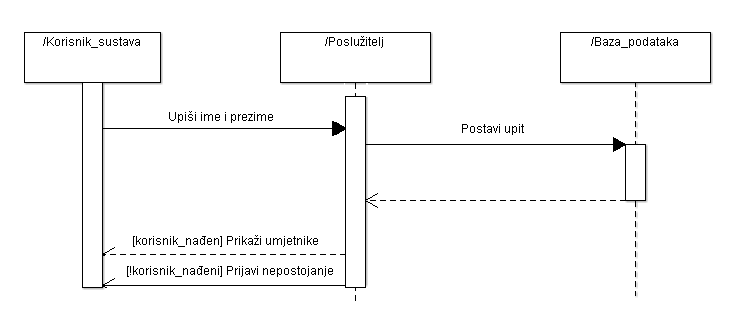 /Korisnik_sustava
/Poslužitelj
/Baza_podataka
Upiši ime i prezime
Postavi upit
[korisnik_nađen] Prikaži umjetnike
[!korisnik_nađeni] Prijavi nepostojanje